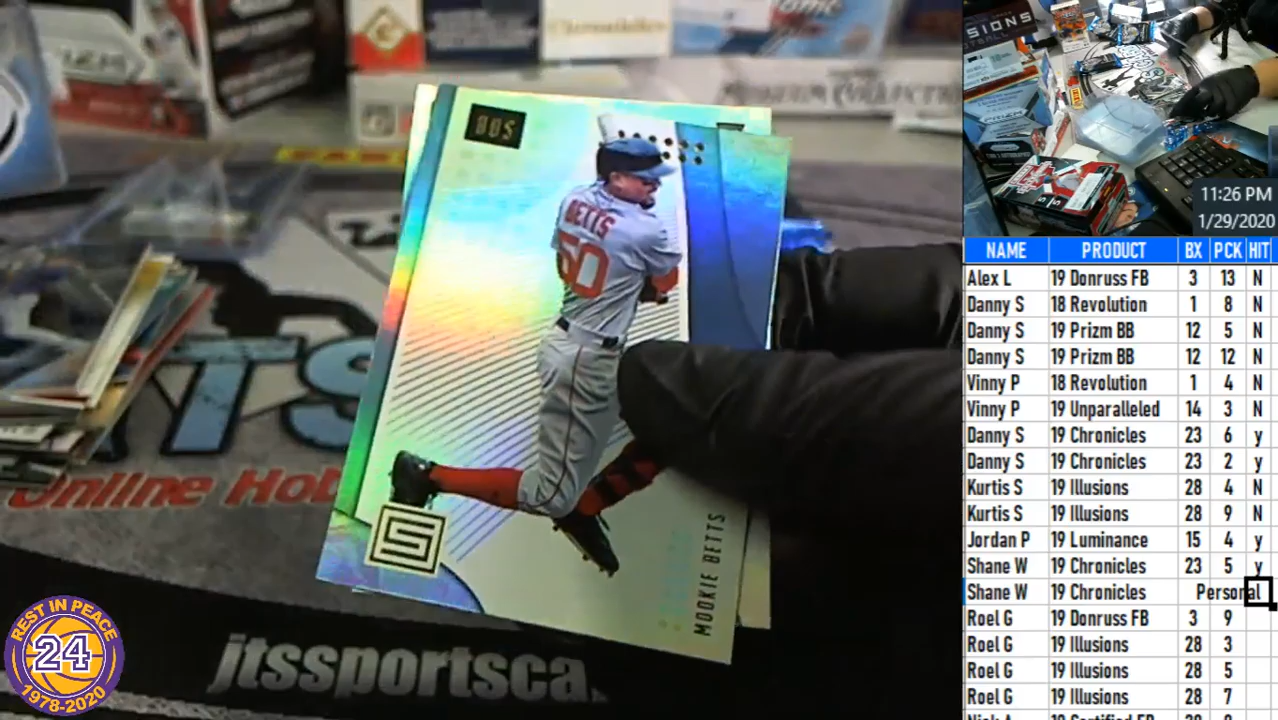 Chronicles
BOS
BETTS
50
MOOKIE BETTS
TS
Online Hob
jtssportsca
REST IN PEACE
24
1978-2020
SIONS
11:26 PM
1/29/2020
NAME PRODUCT BX PCK HIT
Alex L 19 Donruss FB 3 13 N
Danny S 18 Revolution 1 8 N
Danny S 19 Prizm BB 12 5 N
Danny S 19 Prizm BB 12 12 N
Vinny P 18 Revolution 1 4 N
Vinny P 19 Unparalleled 14 3 N
Danny S 19 Chronicles 23 6 y
Danny S 19 Chronicles 23 2 y
Kurtis S 19 Illusions 28 4 N
Kurtis S 19 Illusions 28 9 N
Jordan P 19 Luminance 15 4 y
Shane W 19 Chronicles 23 5 y
Shane W 19 Chronicles Personal
Roel G 19 Donruss FB 3 9
Roel G 19 Illusions 28 3
Roel G 19 Illusions 28 5
Roel G 19 Illusions 28 7